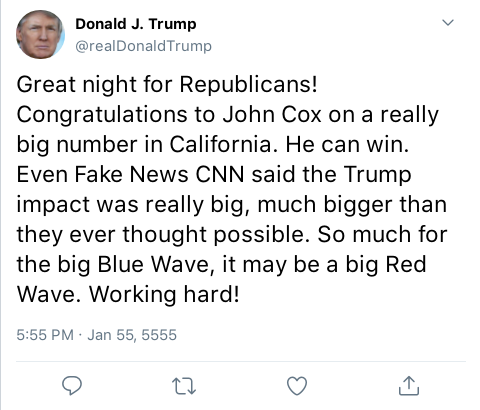 Donald J. Trump
@realDonaldTrump
Great night for Republicans!
Congratulations to John Cox on a really
big number in California. He can win.
Even Fake News CNN said the Trump
impact was really big, much bigger than
they ever thought possible. So much for
the big Blue Wave, it may be a big Red
Wave. Working hard!
5:55 PM · Jan 55, 5555